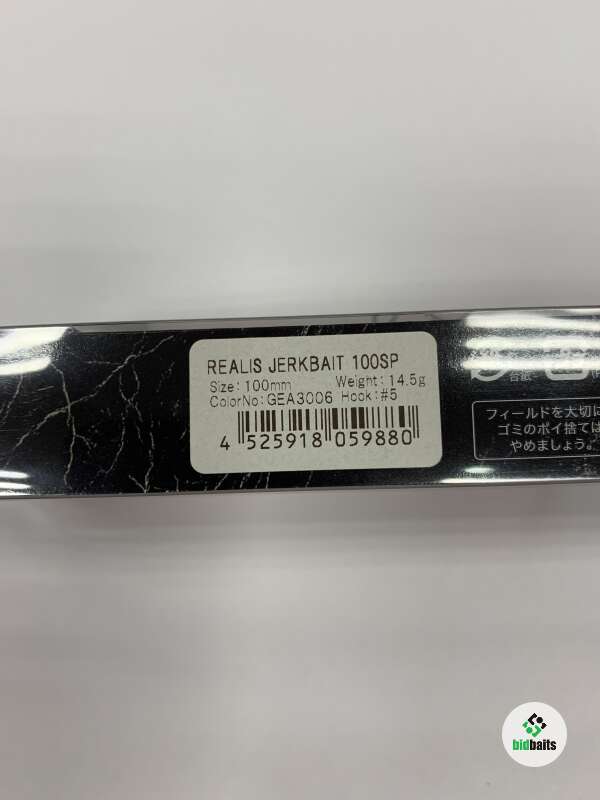 REALIS JERKBAIT 100SP
Size: 100mm Weight: 14.5g
ColorNo: GEA3006 Hook: #5
4 525918 059880
台紙
フィールドを大切に
ゴミのポイ捨ては
やめましょう。
bidbaits